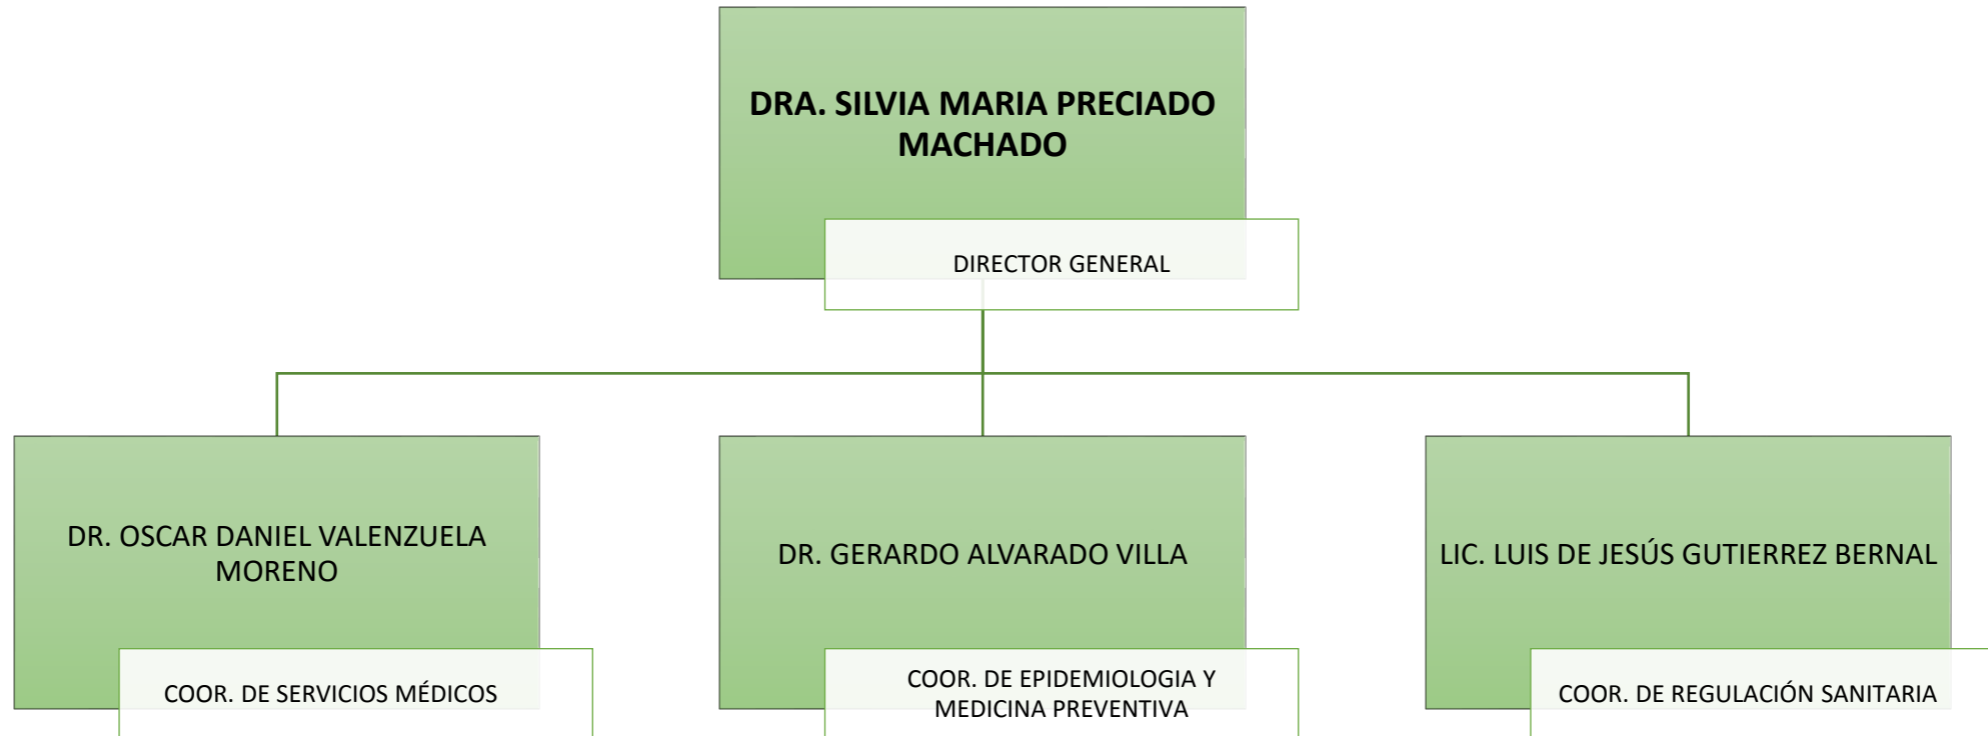 DRA. SILVIA MARIA PRECIADO
MACHADO
DIRECTOR GENERAL
DR. OSCAR DANIEL VALENZUELA
MORENO
COOR. DE SERVICIOS MÉDICOS
DR. GERARDO ALVARADO VILLA
COOR. DE EPIDEMIOLOGIA Y
MEDICINA PREVENTIVA
LIC. LUIS DE JESÚS GUTIERREZ BERNAL
COOR. DE REGULACIÓN SANITARIA